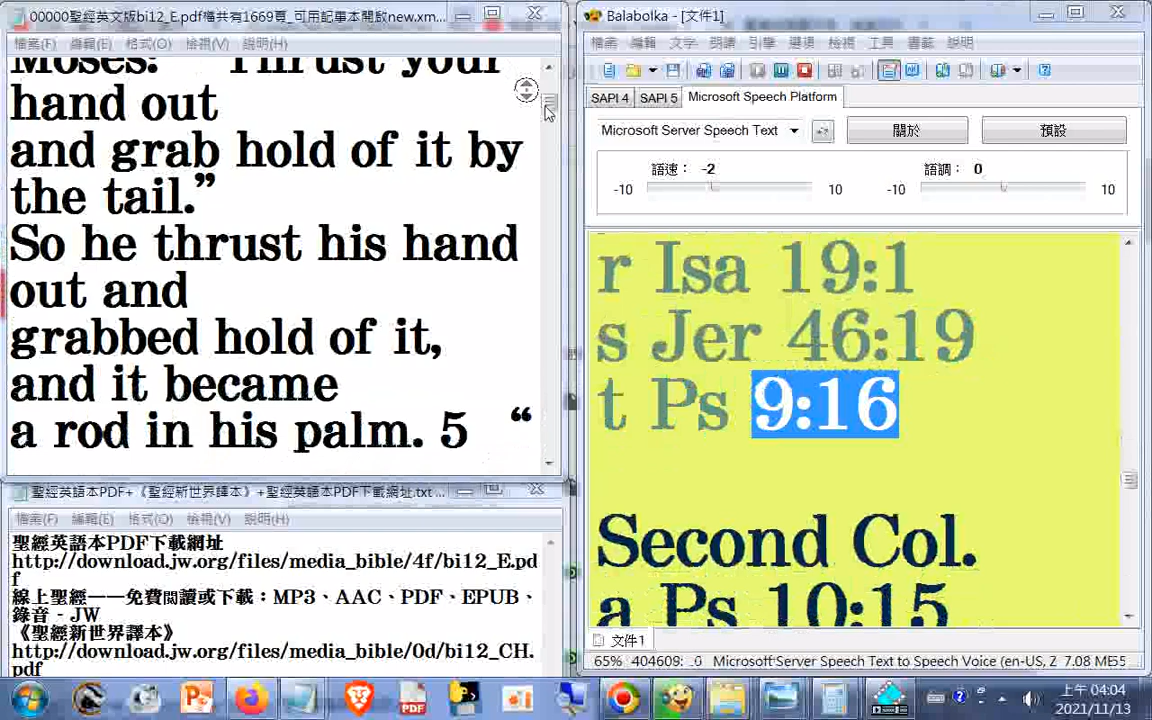 00000聖經英文版bi12_E.pdf檔共有1669頁_可用記事本開啟new.xm...
檔案(F) 編輯(E) 格式(O) 檢視(V) 說明(H)
Moses: “Thrust your
hand out
and grab hold of it by
the tail.”
So he thrust his hand
out and
grabbed hold of it,
and it became
a rod in his palm. 5 “
聖經英語本PDF+《聖經新世界譯本》+聖經英語本PDF下載網址.txt ...
檔案(F) 編輯(E) 格式(O) 檢視(V) 說明(H)
聖經英語本PDF下載網址
http://download.jw.org/files/media_bible/4f/bi12_E.pd
f
線上聖經——免費閱讀或下載：MP3、AAC、PDF、EPUB、
錄音 - JW
《聖經新世界譯本》
http://download.jw.org/files/media_bible/0d/bi12_CH.
pdf
Balabolka - [文件1]
檔案 編輯 文字 朗讀 引擎 選項 檢視 工具 書籤 說明
SAPI 4 SAPI 5 Microsoft Speech Platform
Microsoft Server Speech Text
關於
預設
語速： -2
語調： 0
-10 10 -10 10
r Isa 19:1
s Jer 46:19
t Ps 9:16
Second Col.
a Ps 10:15
文件1
65% 404609: Microsoft Server Speech Text to Speech Voice (en-US, Z 7.08 MB
上午 04:04
2021/11/13